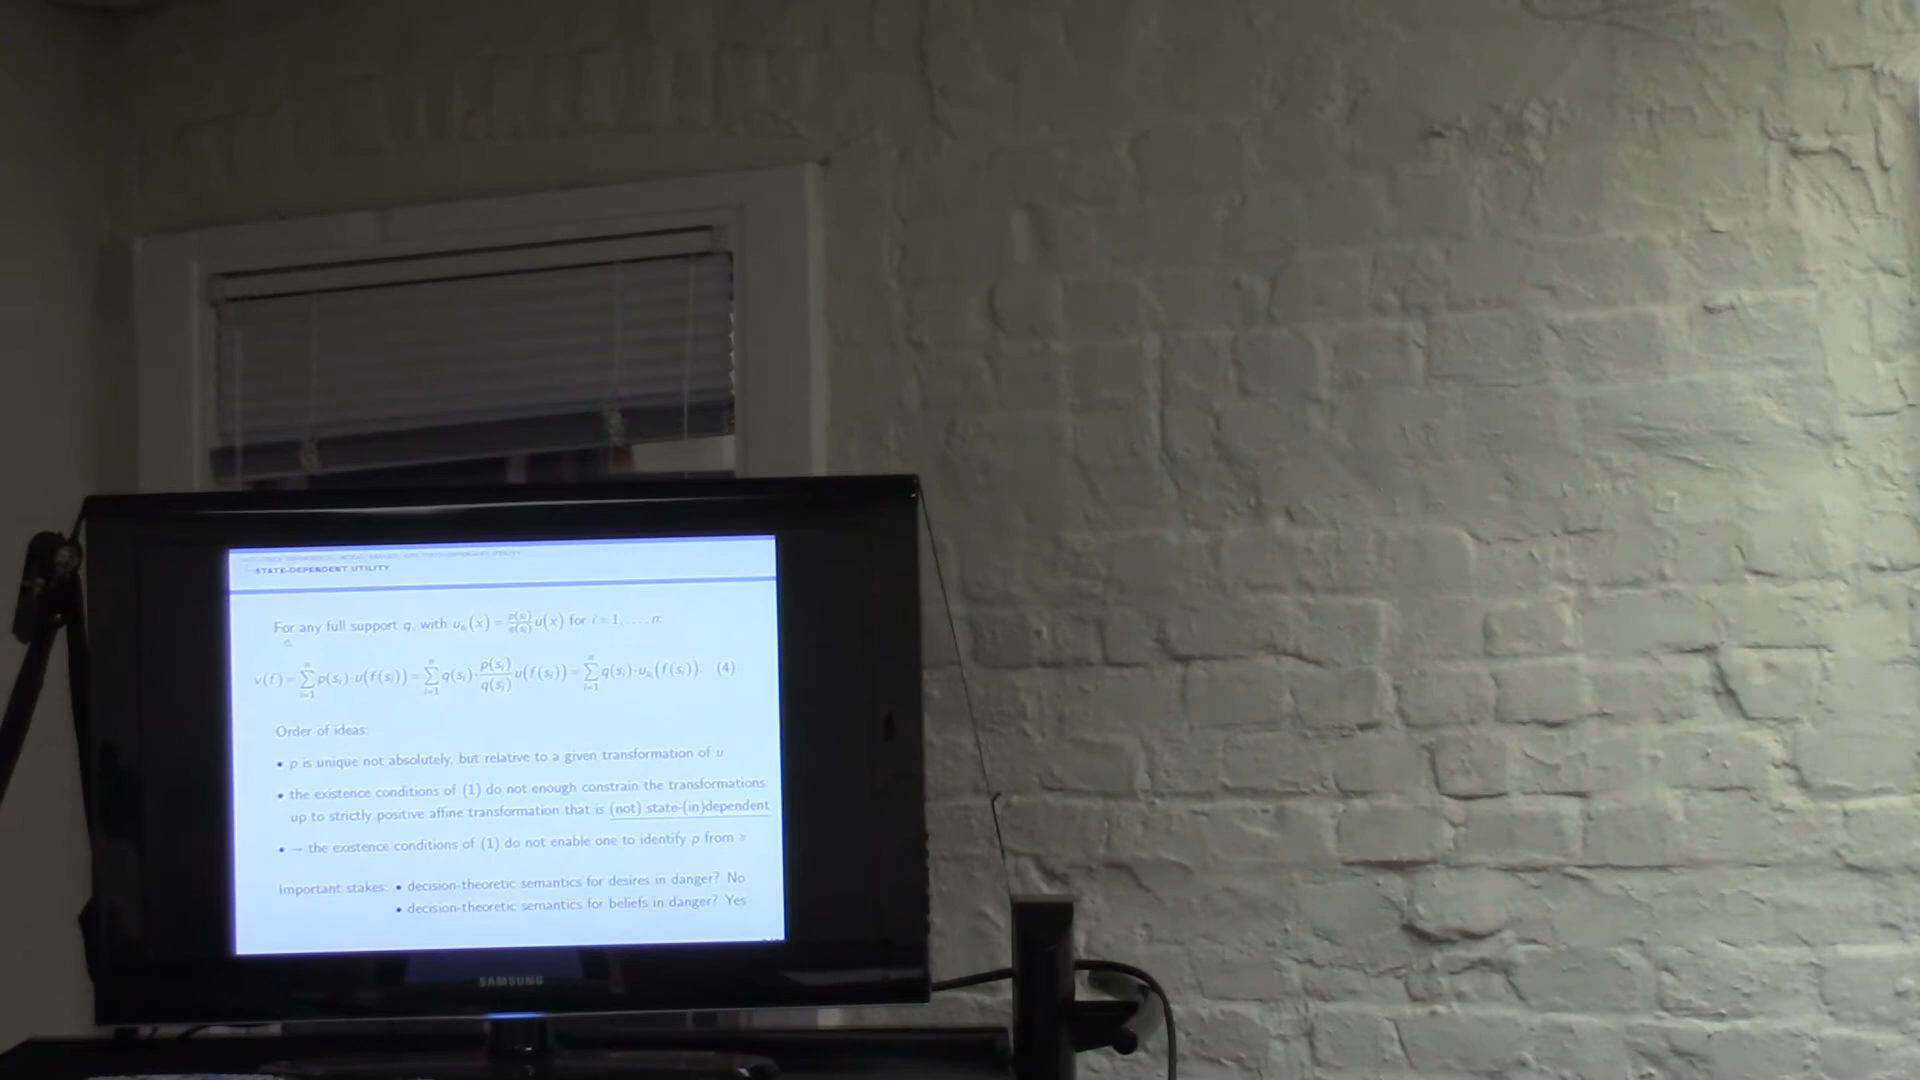 STATE-DEPENDENT UTILITY
For any full support q, with u_{s_i}(x) = \frac{p(s_i)}{q(s_i)} u(x) for i = 1, …, n:
v(f) = \sum_{i=1}^{n} p(s_i) · u(f(s_i)) = \sum_{i=1}^{n} q(s_i) · \frac{p(s_i)}{q(s_i)} u(f(s_i)) = \sum_{i=1}^{n} q(s_i) · u_{s_i}(f(s_i)). (4)
Order of ideas:
• p is unique not absolutely, but relative to a given transformation of u
• the existence conditions of (1) do not enough constrain the transformations:
up to strictly positive affine transformation that is (not) state-(in)dependent
• → the existence conditions of (1) do not enable one to identify p from ≽
Important stakes: • decision-theoretic semantics for desires in danger? No
• decision-theoretic semantics for beliefs in danger? Yes
SAMSUNG